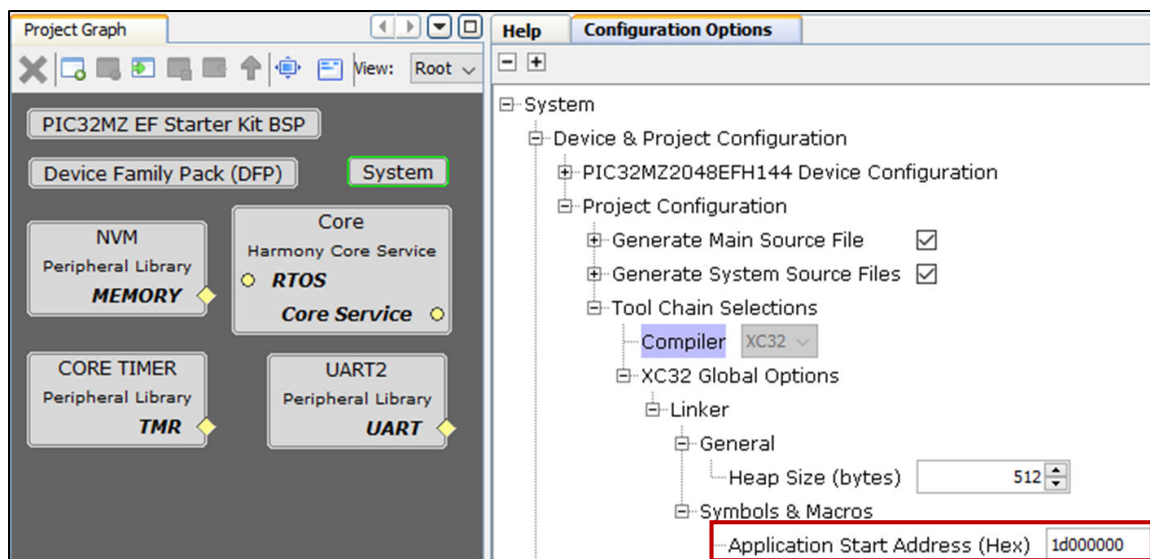 Project Graph
View: Root
PIC32MZ EF Starter Kit BSP
Device Family Pack (DFP)
System
NVM
Peripheral Library
MEMORY
Core
Harmony Core Service
RTOS
Core Service
CORE TIMER
Peripheral Library
TMR
UART2
Peripheral Library
UART
Help
Configuration Options
System
Device & Project Configuration
PIC32MZ2048EFH144 Device Configuration
Project Configuration
Generate Main Source File
Generate System Source Files
Tool Chain Selections
Compiler XC32
XC32 Global Options
Linker
General
Heap Size (bytes) 512
Symbols & Macros
Application Start Address (Hex) 1d000000